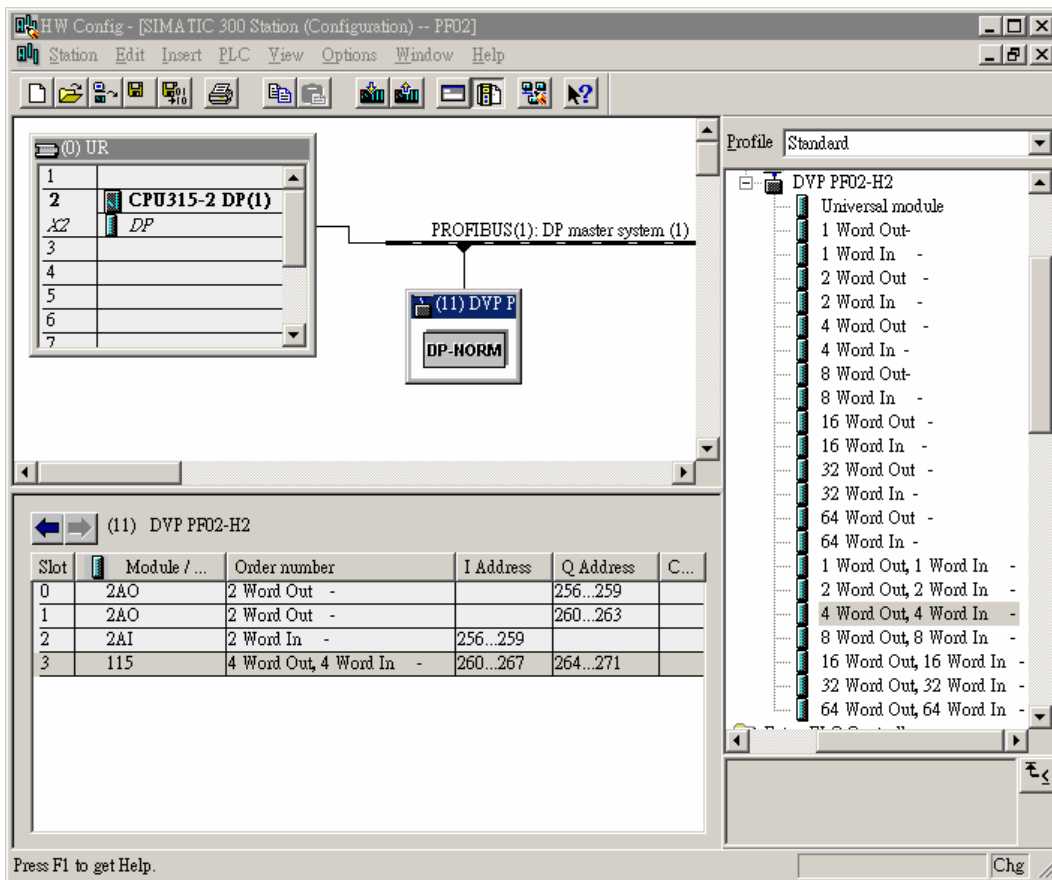 HW Config - [SIMATIC 300 Station (Configuration) -- PF02]
Station Edit Insert PLC View Options Window Help
(0) UR
1
2 CPU315-2 DP(1)
X2 DP
3
4
5
6
7
PROFIBUS(1): DP master system (1)
(11) DVP P
DP-NORM
Profile Standard
DVP PF02-H2
Universal module
1 Word Out-
1 Word In -
2 Word Out -
2 Word In -
4 Word Out -
4 Word In -
8 Word Out-
8 Word In -
16 Word Out -
16 Word In -
32 Word Out -
32 Word In -
64 Word Out -
64 Word In -
1 Word Out, 1 Word In -
2 Word Out, 2 Word In -
4 Word Out, 4 Word In -
8 Word Out, 8 Word In -
16 Word Out, 16 Word In -
32 Word Out, 32 Word In -
64 Word Out, 64 Word In -
(11) DVP PF02-H2
Slot Module / ... Order number I Address Q Address C...
0 2AO 2 Word Out - 256...259
1 2AO 2 Word Out - 260...263
2 2AI 2 Word In - 256...259
3 115 4 Word Out, 4 Word In - 260...267 264...271
Press F1 to get Help.
Chg